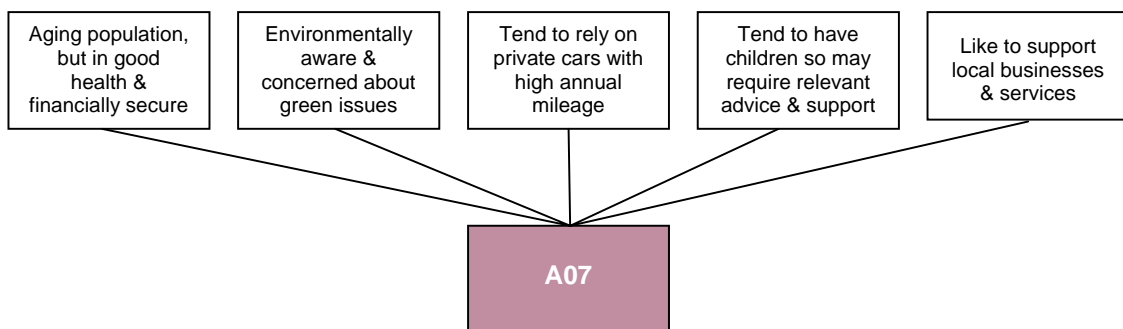 Aging population,
but in good
health &
financially secure
Environmentally
aware &
concerned about
green issues
Tend to rely on
private cars with
high annual
mileage
Tend to have
children so may
require relevant
advice & support
Like to support
local businesses
& services
A07